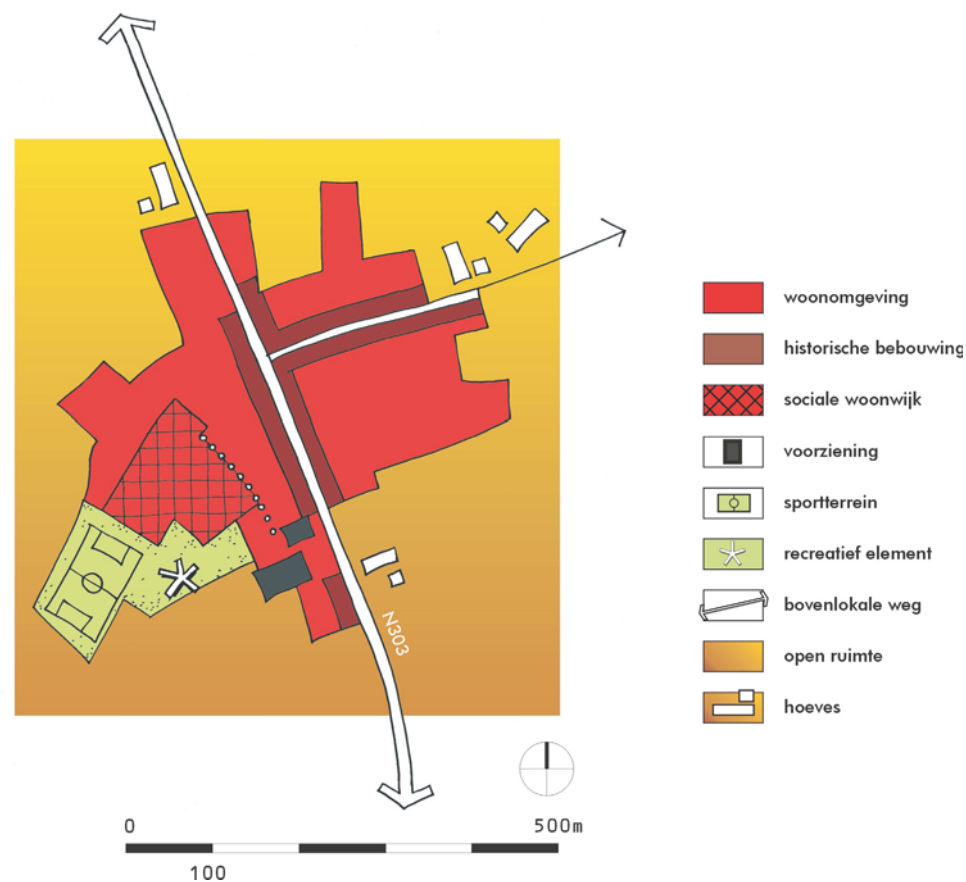 woonomgeving
historische bebouwing
sociale woonwijk
voorziening
sportterrein
recreatief element
bovenlokale weg
open ruimte
hoeves
N303
0 500m
100